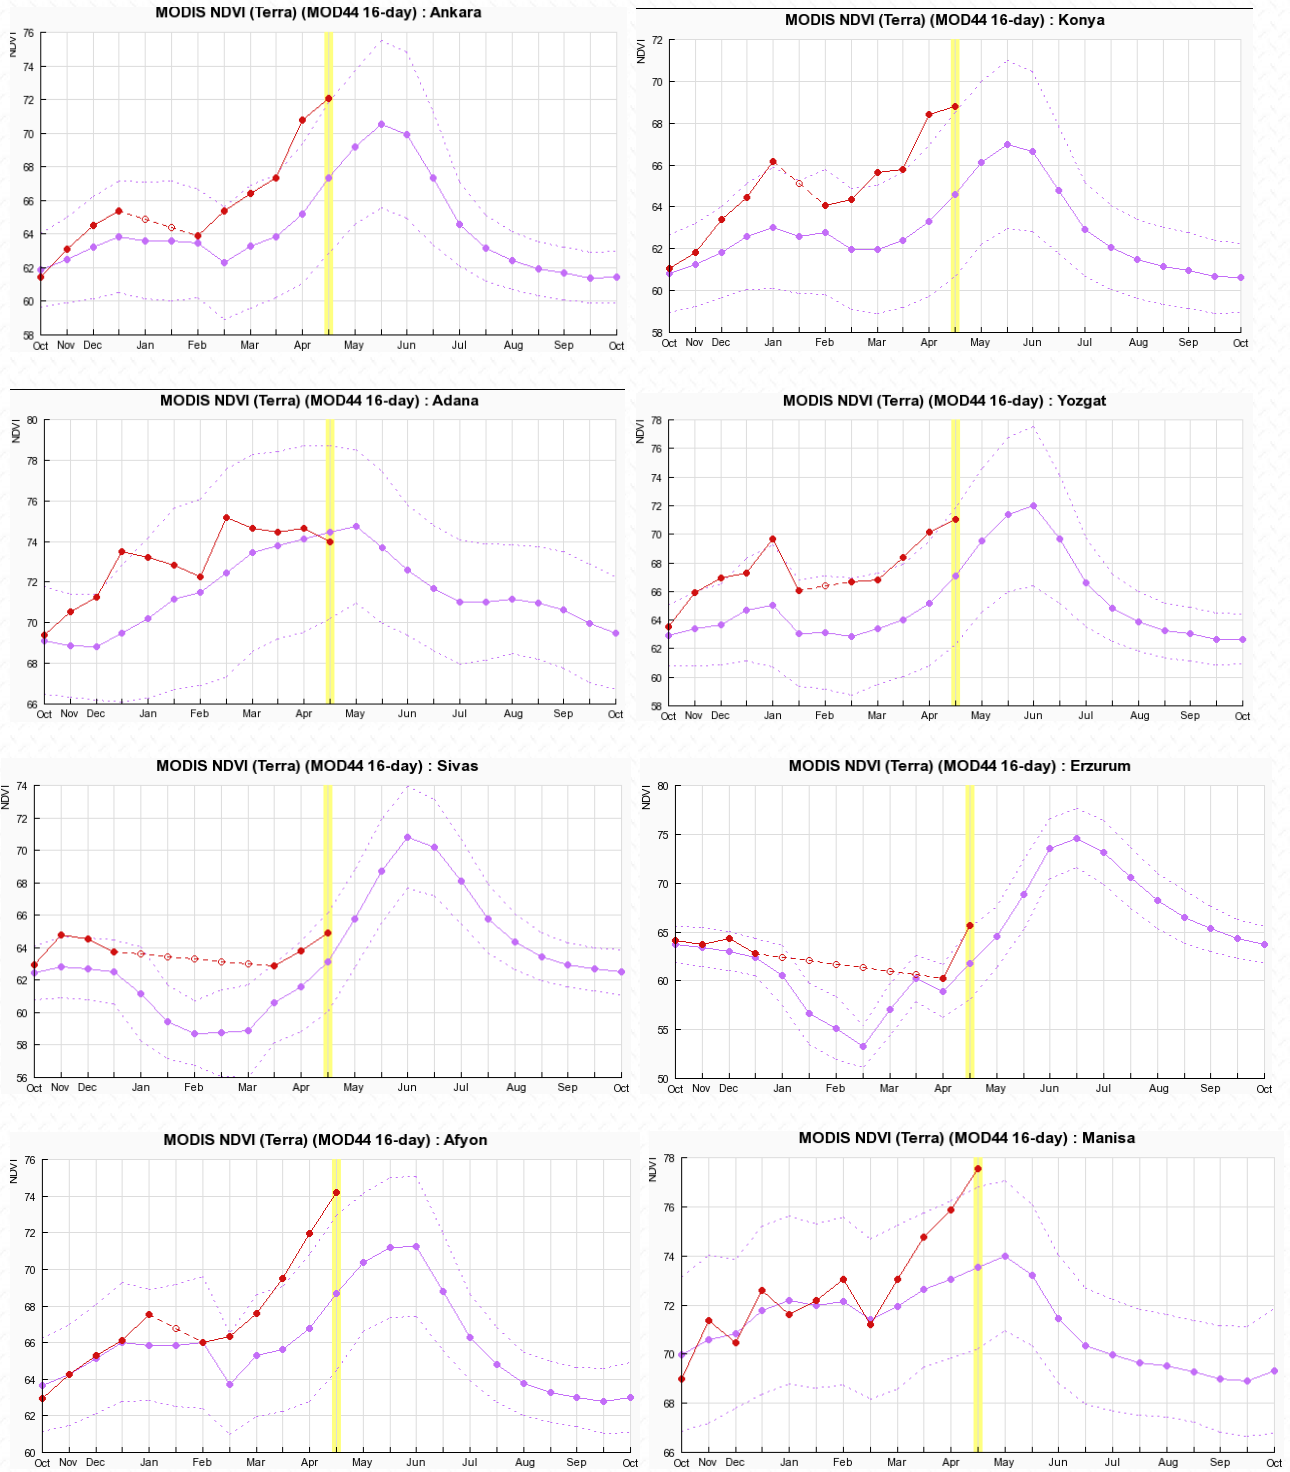 MODIS NDVI (Terra) (MOD44 16-day) : Ankara
NDVI
76
74
72
70
68
66
64
62
60
58
Oct Nov Dec Jan Feb Mar Apr May Jun Jul Aug Sep Oct
MODIS NDVI (Terra) (MOD44 16-day) : Konya
NDVI
72
70
68
66
64
62
60
58
Oct Nov Dec Jan Feb Mar Apr May Jun Jul Aug Sep Oct
MODIS NDVI (Terra) (MOD44 16-day) : Adana
NDVI
80
78
76
74
72
70
68
66
Oct Nov Dec Jan Feb Mar Apr May Jun Jul Aug Sep Oct
MODIS NDVI (Terra) (MOD44 16-day) : Yozgat
NDVI
78
76
74
72
70
68
66
64
62
60
58
Oct Nov Dec Jan Feb Mar Apr May Jun Jul Aug Sep Oct
MODIS NDVI (Terra) (MOD44 16-day) : Sivas
NDVI
74
72
70
68
66
64
62
60
58
56
Oct Nov Dec Jan Feb Mar Apr May Jun Jul Aug Sep Oct
MODIS NDVI (Terra) (MOD44 16-day) : Erzurum
NDVI
80
75
70
65
60
55
50
Oct Nov Dec Jan Feb Mar Apr May Jun Jul Aug Sep Oct
MODIS NDVI (Terra) (MOD44 16-day) : Afyon
NDVI
76
74
72
70
68
66
64
62
60
Oct Nov Dec Jan Feb Mar Apr May Jun Jul Aug Sep Oct
MODIS NDVI (Terra) (MOD44 16-day) : Manisa
NDVI
78
76
74
72
70
68
66
Oct Nov Dec Jan Feb Mar Apr May Jun Jul Aug Sep Oct